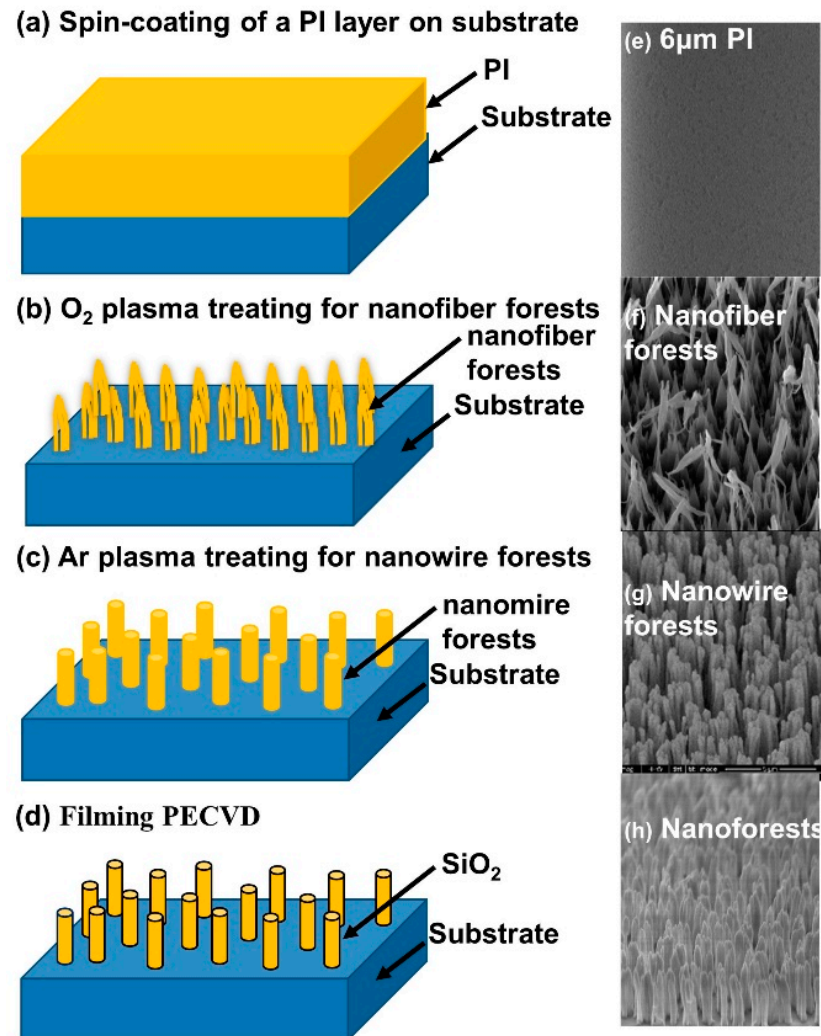 (a) Spin-coating of a PI layer on substrate
PI
Substrate
(e) 6μm PI
(b) O₂ plasma treating for nanofiber forests
nanofiber
forests
Substrate
(f) Nanofiber
forests
(c) Ar plasma treating for nanowire forests
nanomire
forests
Substrate
(g) Nanowire
forests
(d) Filming PECVD
SiO₂
Substrate
(h) Nanoforests